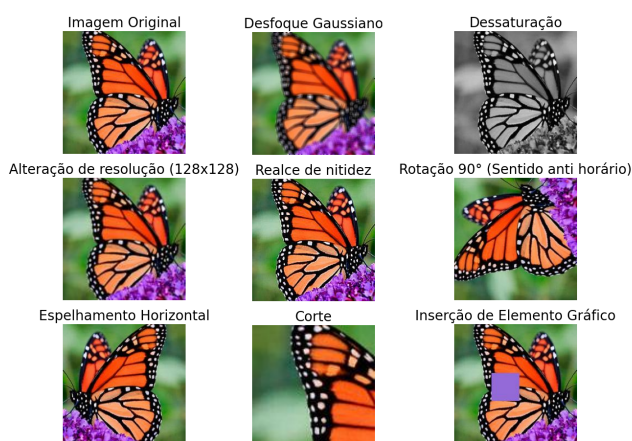 Imagem Original
Desfoque Gaussiano
Dessaturação
Alteração de resolução (128x128)
Realce de nitidez
Rotação 90° (Sentido anti horário)
Espelhamento Horizontal
Corte
Inserção de Elemento Gráfico